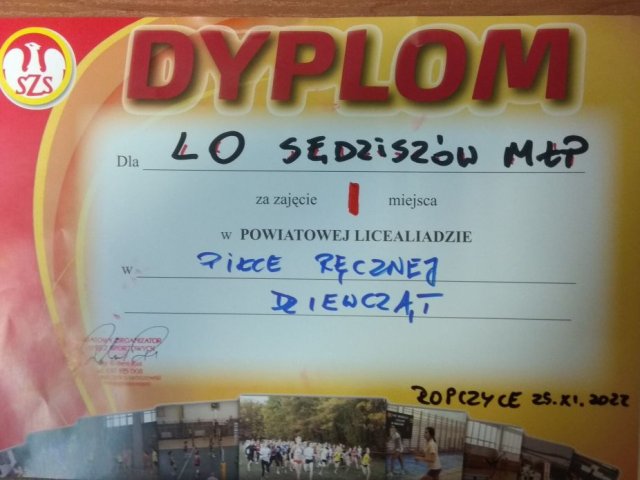 SZS
DYPLOM
Dla LO SĘDZISZÓW MŁP
za zajęcie I miejsca
w POWIATOWEJ LICEALIADZIE
w PIŁCE RĘCZNEJ
DZIEWCZĄT
ROPCZYCE 25.XI.2022